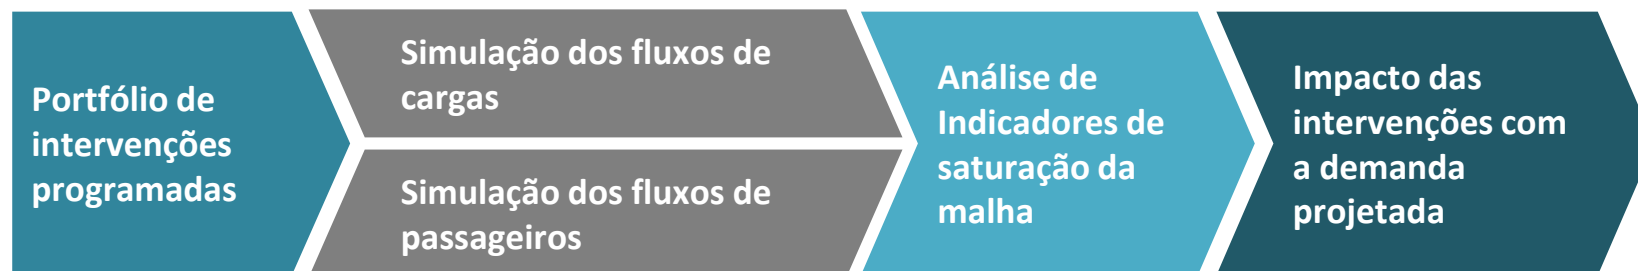 Portfólio de
intervenções
programadas
Simulação dos fluxos de
cargas
Simulação dos fluxos de
passageiros
Análise de
Indicadores de
saturação da
malha
Impacto das
intervenções com
a demanda
projetada